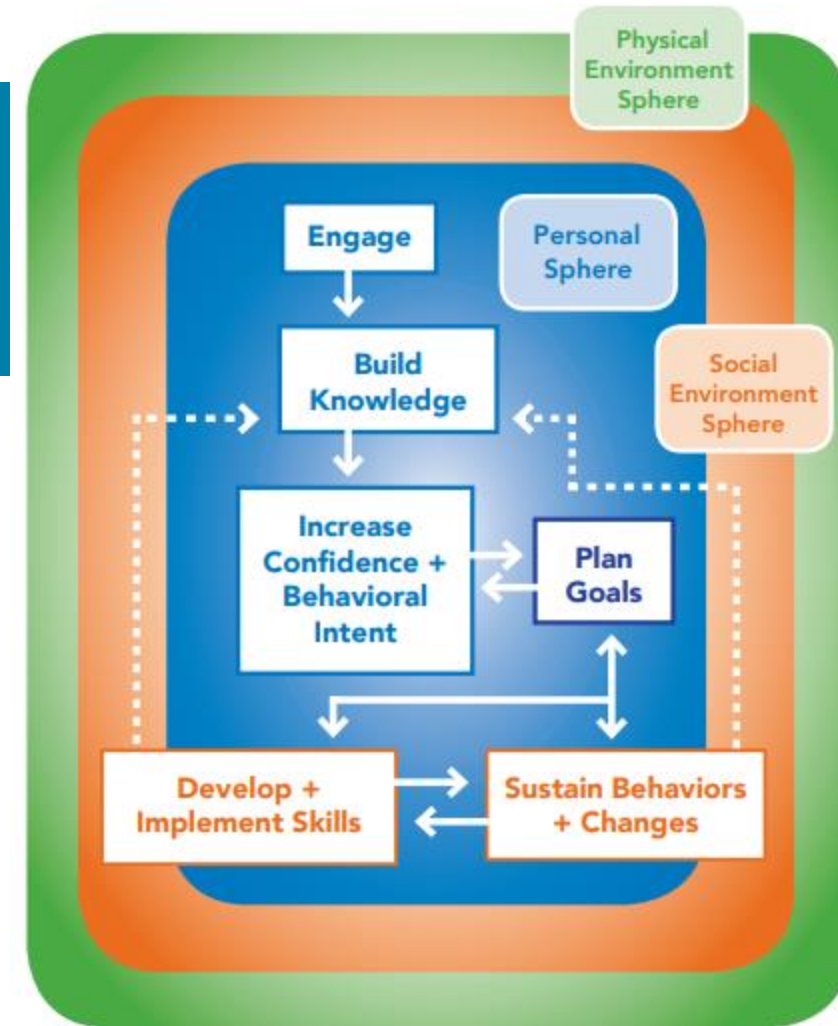 Physical
Environment
Sphere
Engage
Personal
Sphere
Build
Knowledge
Social
Environment
Sphere
Increase
Confidence +
Behavioral
Intent
Plan
Goals
Develop +
Implement Skills
Sustain Behaviors
+ Changes